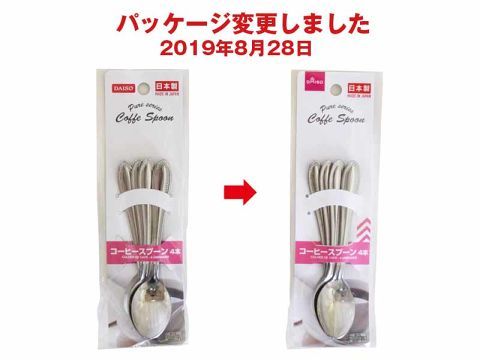 パッケージ変更しました
2019年8月28日
DAISO
日本製
MADE IN JAPAN
Pure series
Coffe Spoon
コーヒースプーン 4本
DAISO
日本製
MADE IN JAPAN
Pure series
Coffe Spoon
コーヒースプーン 4本